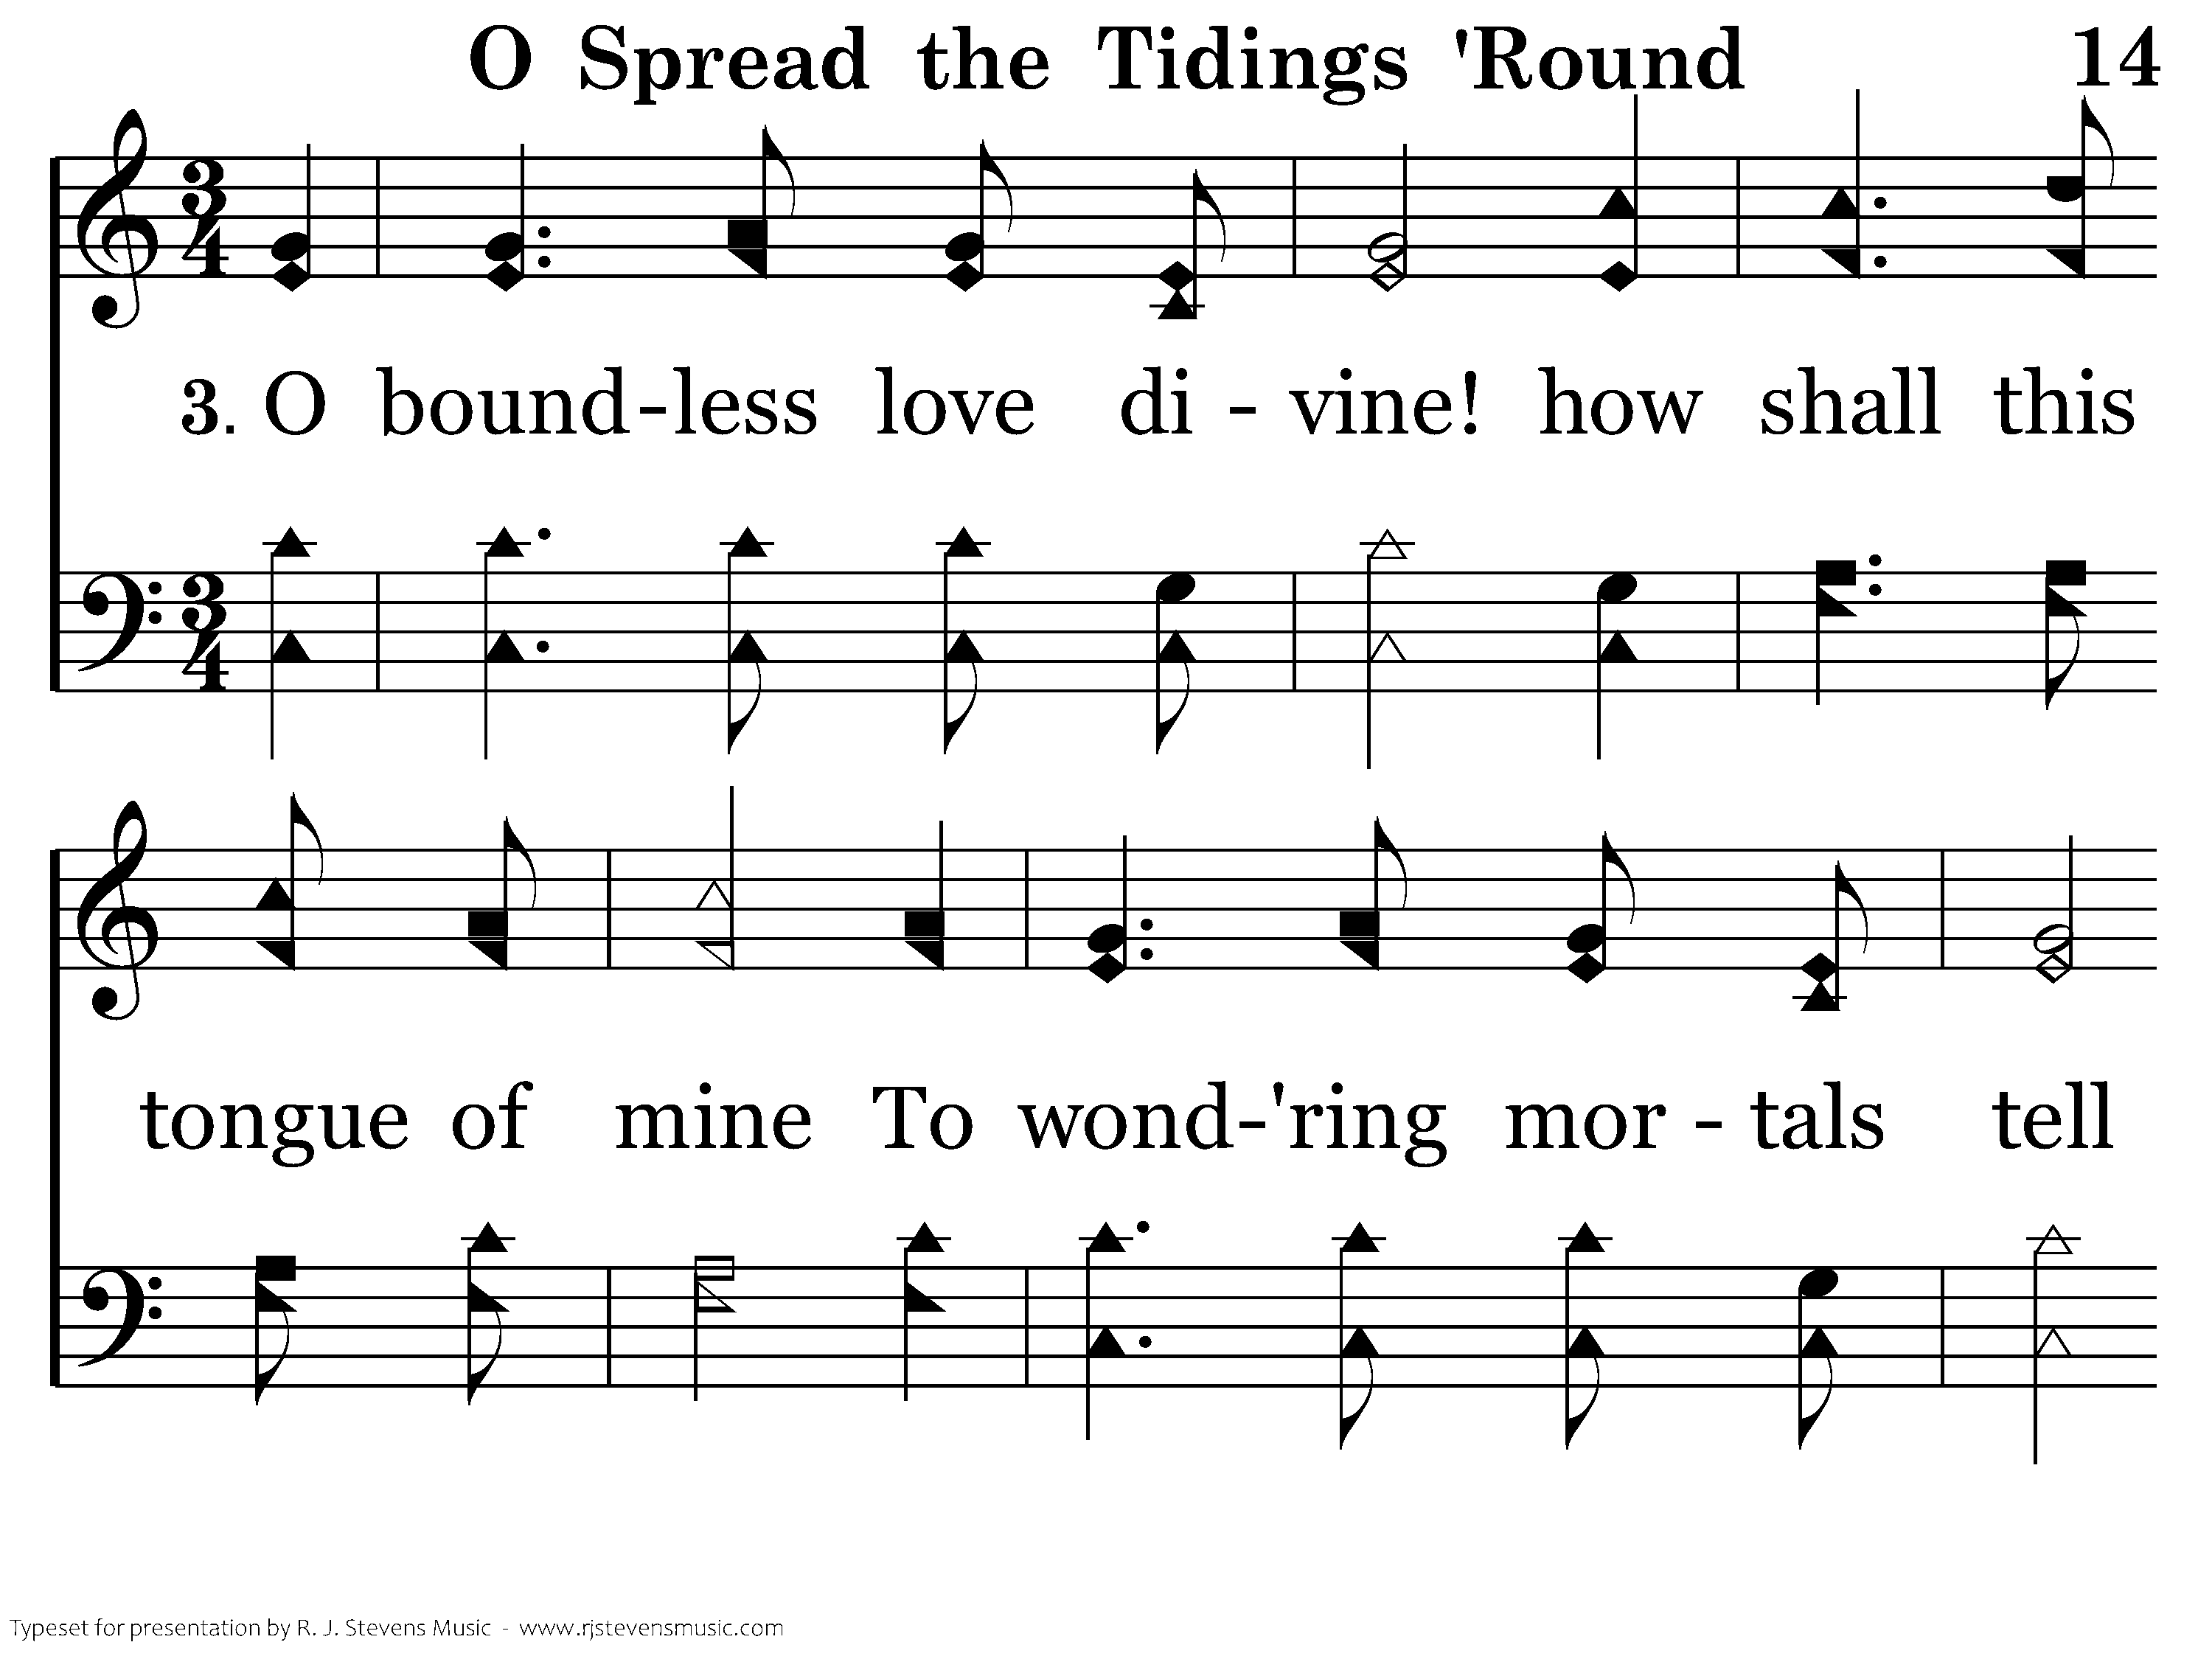 O Spread the Tidings 'Round 14
3. O bound-less love di - vine! how shall this
tongue of mine To wond-'ring mor - tals tell
Typeset for presentation by R. J. Stevens Music - www.rjstevensmusic.com